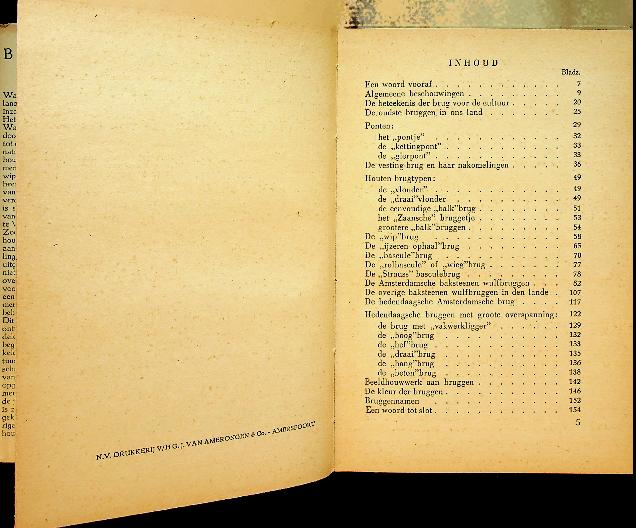 N.V. DRUKKERIJ V/H G. J. VAN AMERONGEN & Co. - AMERSFOORT
INHOUD
Bladz.
Een woord vooraf . . . 7
Algemeene beschouwingen . . . 9
De beteekenis der brug voor de cultuur . . . 20
De oudste bruggen in ons land . . . 25
Ponten: . . . 29
het „pontje" . . . 32
de „kettingpont" . . . 33
de „gierpont" . . . 33
De vesting-brug en haar nakomelingen . . . 36
Houten brugtypen: . . . 49
de „vlonder" . . . 49
de „draai"vlonder . . . 49
de eenvoudige „balk"brug . . . 51
het „Zaansche" bruggetje . . . 53
grootere „balk"bruggen . . . 54
De „wip"brug . . . 58
De „ijzeren ophaal"brug . . . 65
De „bascule"brug . . . 70
De „rolbascule" of „wieg"brug . . . 77
De „Strauss" basculebrug . . . 78
De Amsterdamsche baksteenen wulfbruggen . . . 82
De overige baksteenen wulfbruggen in den lande . 107
De hedendaagsche Amsterdamsche brug . . . 117
Hedendaagsche bruggen met groote overspanning: 122
de brug met „vakwerkligger" . . . 129
de „boog"brug . . . 132
de „hef"brug . . . 133
de „draai"brug . . . 135
de „hang"brug . . . 136
de „beton"brug . . . 138
Beeldhouwwerk aan bruggen . . . 142
De kleur der bruggen . . . 146
Bruggennamen . . . 152
Een woord tot slot . . . 154
5